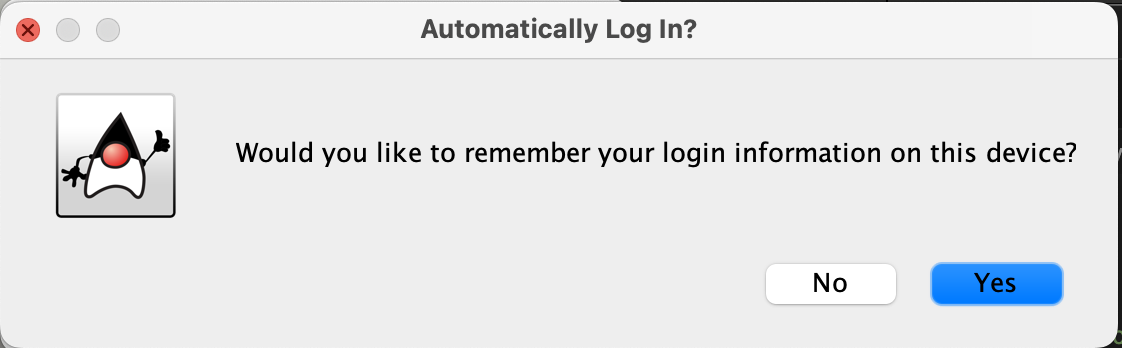 Automatically Log In?
Would you like to remember your login information on this device?
No
Yes